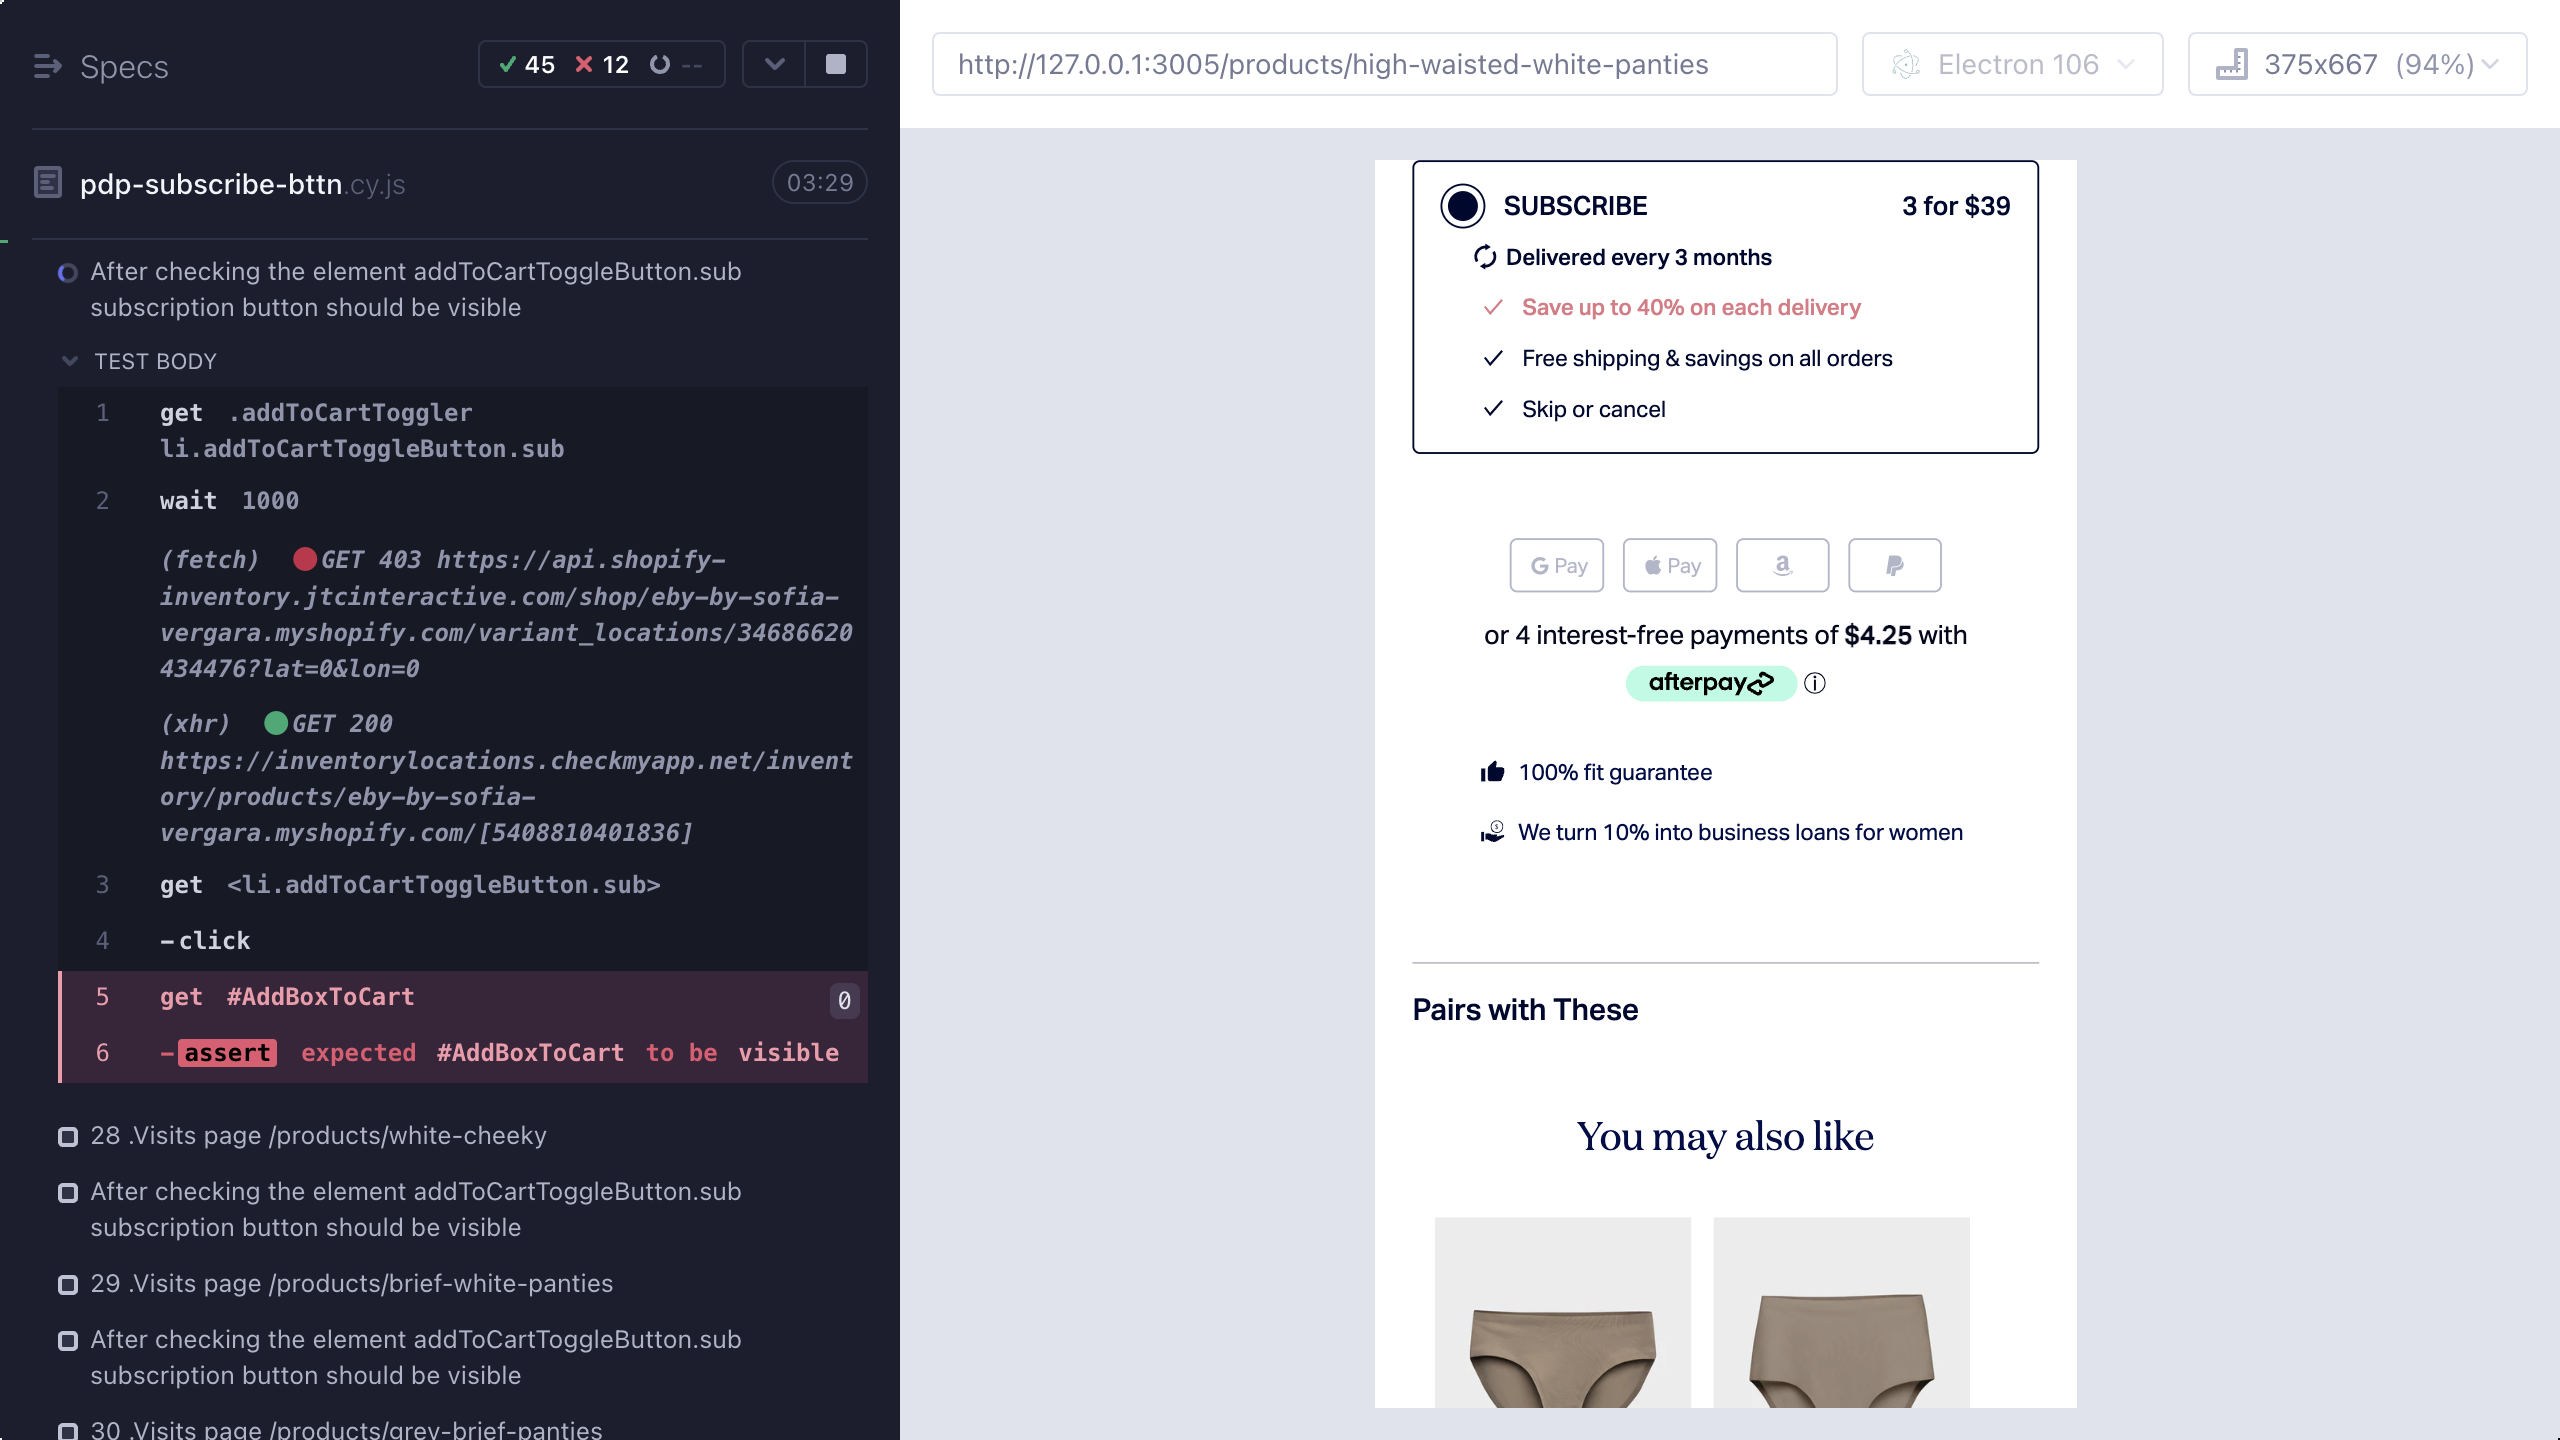 Specs
45
12
--
pdp-subscribe-bttn.cy.js
03:29
After checking the element addToCartToggleButton.sub
subscription button should be visible
TEST BODY
1 get .addToCartToggler
li.addToCartToggleButton.sub
2 wait 1000
(fetch) GET 403 https://api.shopify-
inventory.jtcinteractive.com/shop/eby-by-sofia-
vergara.myshopify.com/variant_locations/34686620
434476?lat=0&lon=0
(xhr) GET 200
https://inventorylocations.checkmyapp.net/invent
ory/products/eby-by-sofia-
vergara.myshopify.com/[5408810401836]
3 get <li.addToCartToggleButton.sub>
4 -click
5 get #AddBoxToCart 0
6 -assert expected #AddBoxToCart to be visible
28 .Visits page /products/white-cheeky
After checking the element addToCartToggleButton.sub
subscription button should be visible
29 .Visits page /products/brief-white-panties
After checking the element addToCartToggleButton.sub
subscription button should be visible
30 .Visits page /products/grey-brief-panties
http://127.0.0.1:3005/products/high-waisted-white-panties
Electron 106
375x667 (94%)
SUBSCRIBE 3 for $39
Delivered every 3 months
Save up to 40% on each delivery
Free shipping & savings on all orders
Skip or cancel
G Pay
Pay
a
P
or 4 interest-free payments of $4.25 with
afterpay
100% fit guarantee
We turn 10% into business loans for women
Pairs with These
You may also like